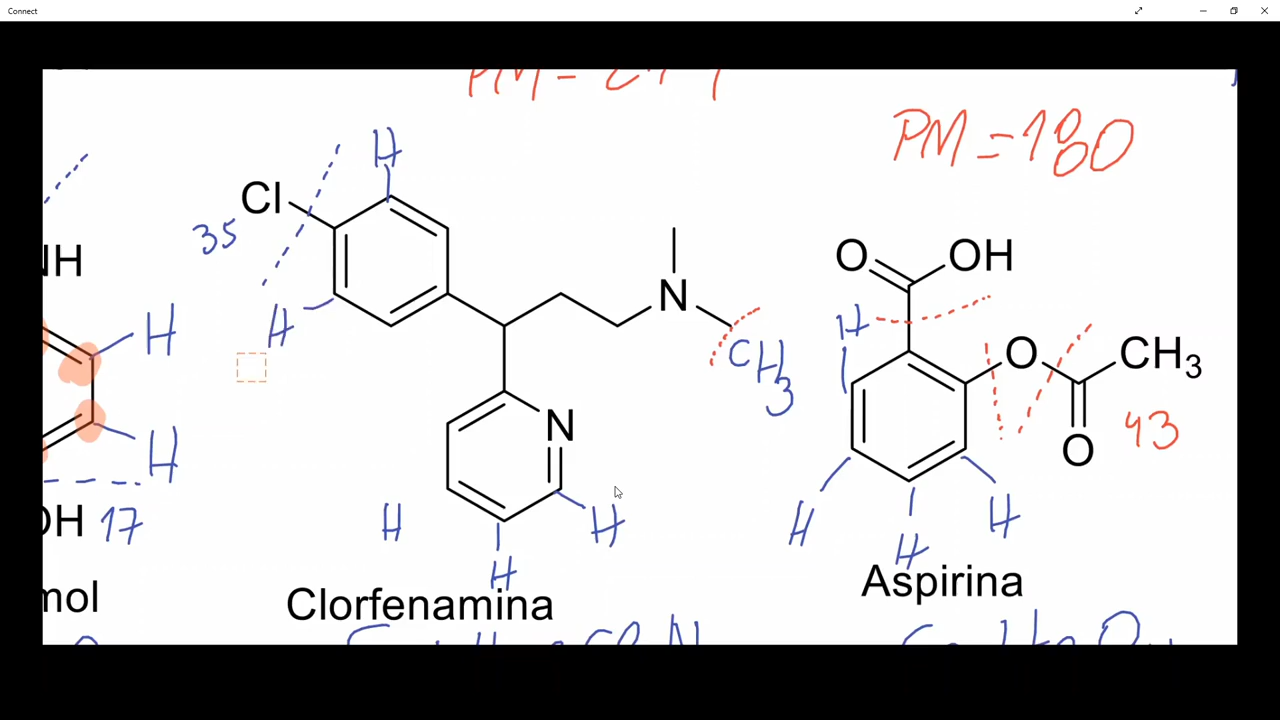 Connect
PM = 180
H
Cl
35
O
OH
NH
H
N
H
H
CH3
O
CH3
N
43
H
O
OH 17
H
H
H
H
H
H
mol
Clorfenamina
Aspirina